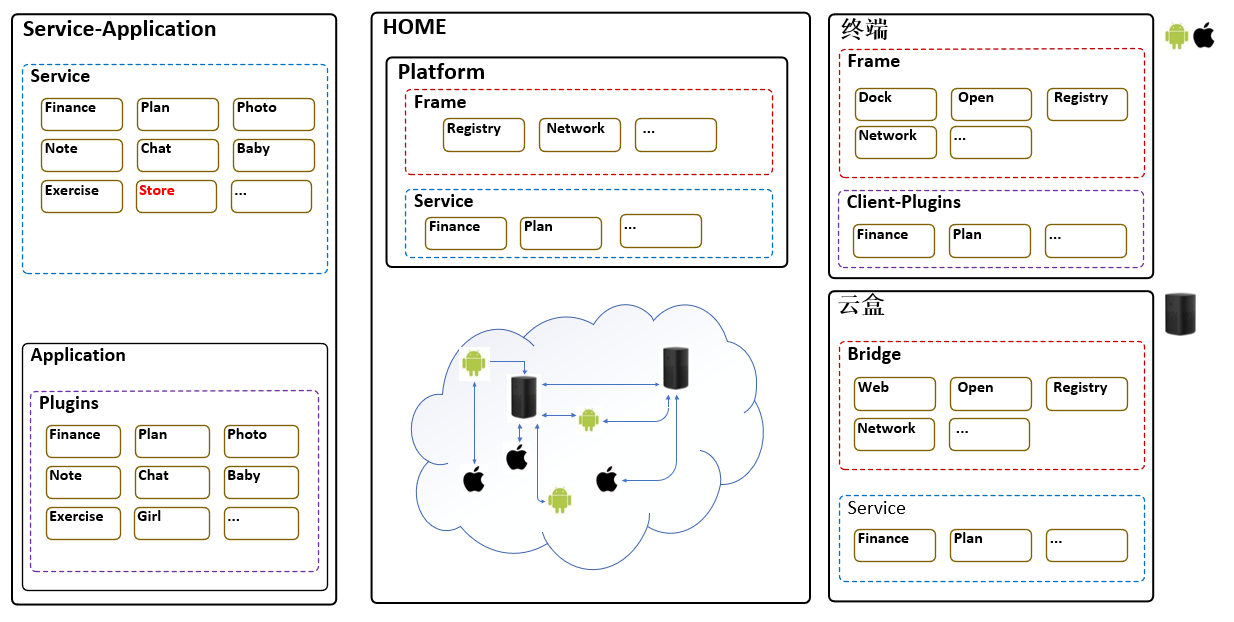 Service-Application
Service
Finance
Plan
Photo
Note
Chat
Baby
Exercise
Store
...
Application
Plugins
Finance
Plan
Photo
Note
Chat
Baby
Exercise
Girl
...
HOME
Platform
Frame
Registry
Network
...
Service
Finance
Plan
...
终端
Frame
Dock
Open
Registry
Network
...
Client-Plugins
Finance
Plan
...
云盒
Bridge
Web
Open
Registry
Network
...
Service
Finance
Plan
...